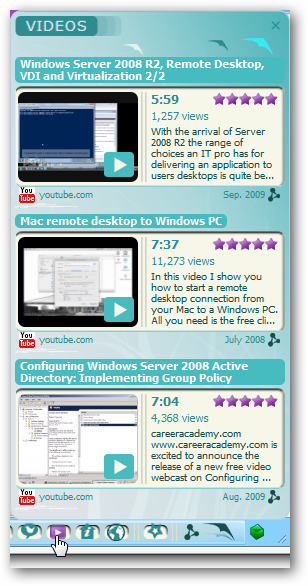 VIDEOS
Windows Server 2008 R2, Remote Desktop,
VDI and Virtualization 2/2
5:59
1,257 views
With the arrival of Server
2008 R2 the range of
choices an IT pro has for
delivering an application to
users desktops is quite be...
You
Tube
youtube.com
Sep. 2009
Mac remote desktop to Windows PC
7:37
11,273 views
In this video I show you
how to start a remote
desktop connection from
your Mac to a Windows PC.
All you need is the free cli...
You
Tube
youtube.com
July 2008
Configuring Windows Server 2008 Active
Directory: Implementing Group Policy
7:04
4,368 views
careeracademy.com
www.careeracademy.com is
excited to announce the
release of a new free video
webcast on Configuring ...
You
Tube
youtube.com
Aug. 2009